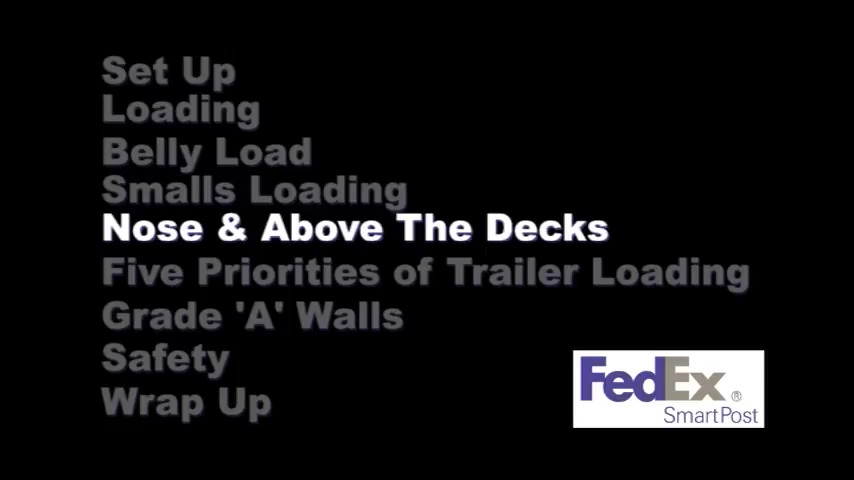 Set Up
Loading
Belly Load
Smalls Loading
Nose & Above The Decks
Five Priorities of Trailer Loading
Grade 'A' Walls
Safety
Wrap Up
FedEx®
SmartPost